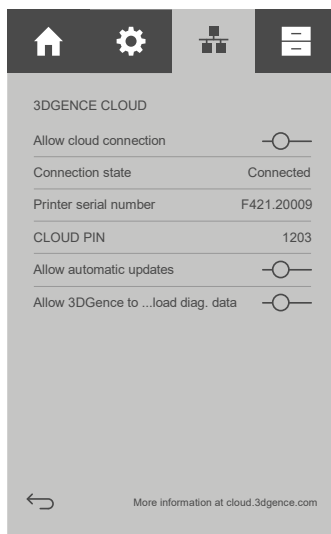 3DGENCE CLOUD
Allow cloud connection
Connection state Connected
Printer serial number F421.20009
CLOUD PIN 1203
Allow automatic updates
Allow 3DGence to ...load diag. data
More information at cloud.3dgence.com